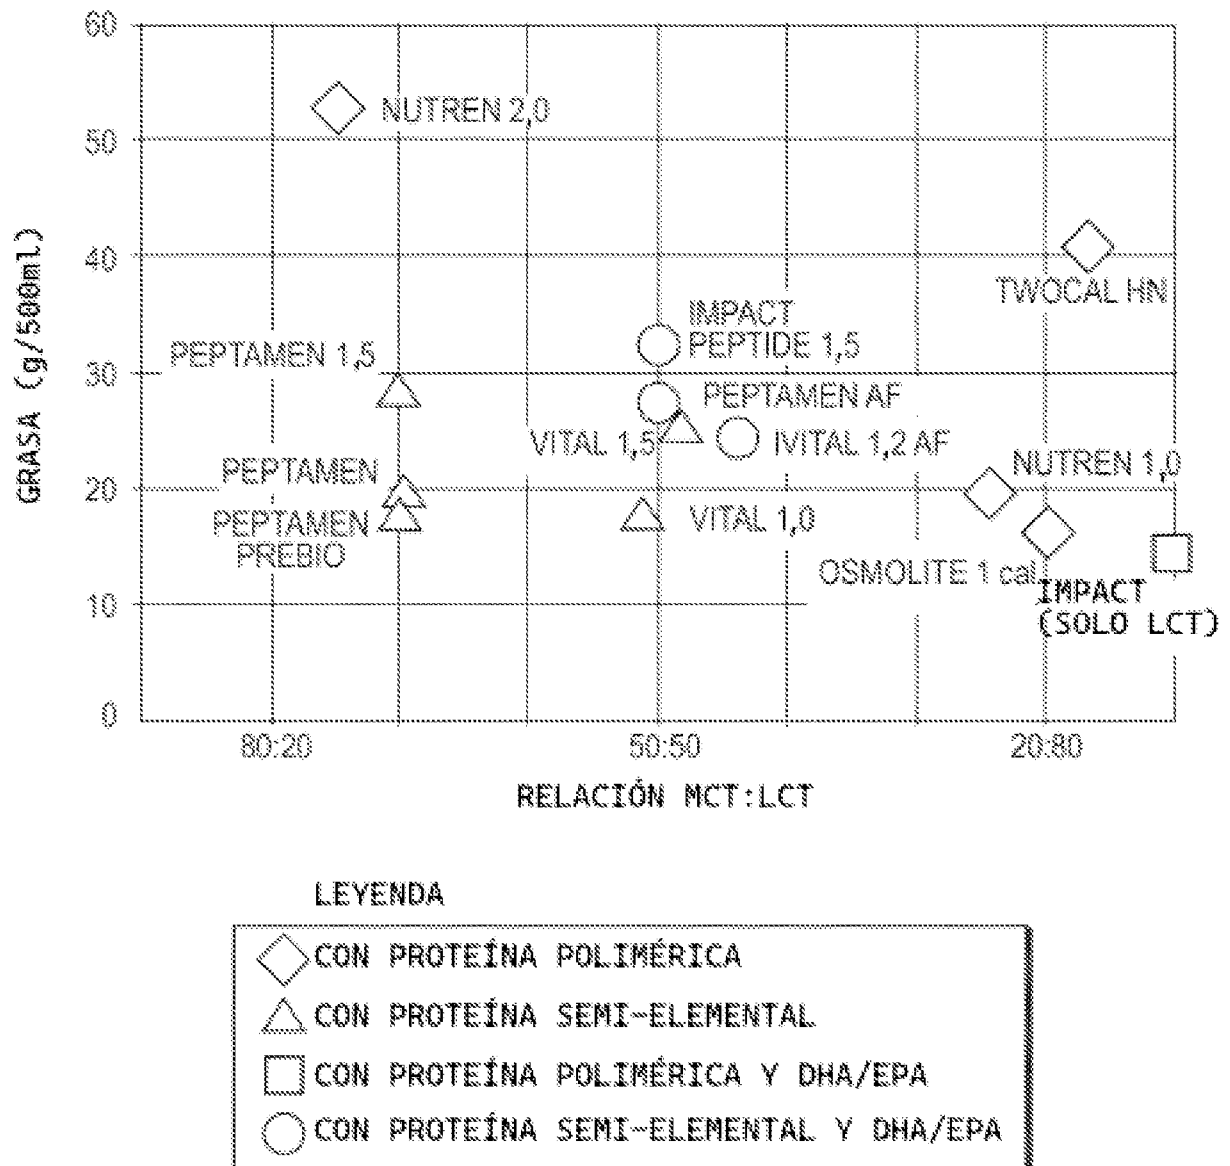 60
50
40
30
20
10
0
GRASA (g/500ml)
NUTREN 2,0
TWOCAL HN
IMPACT
PEPTIDE 1,5
PEPTAMEN 1,5
PEPTAMEN AF
VITAL 1,5
IVITAL 1,2 AF
PEPTAMEN
NUTREN 1,0
PEPTAMEN
PREBIO
VITAL 1,0
OSMOLITE 1 cal
IMPACT
(SOLO LCT)
80:20
50:50
20:80
RELACIÓN MCT:LCT
LEYENDA
CON PROTEÍNA POLIMÉRICA
CON PROTEÍNA SEMI-ELEMENTAL
CON PROTEÍNA POLIMÉRICA Y DHA/EPA
CON PROTEÍNA SEMI-ELEMENTAL Y DHA/EPA